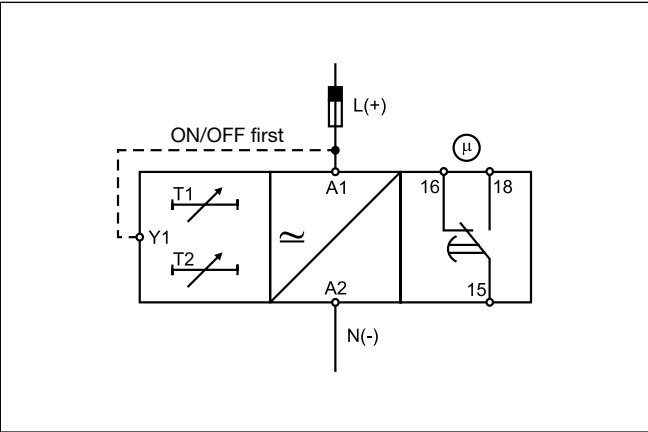 L(+)
ON/OFF first
μ
A1
16
18
T1
Y1
T2
A2
15
N(-)